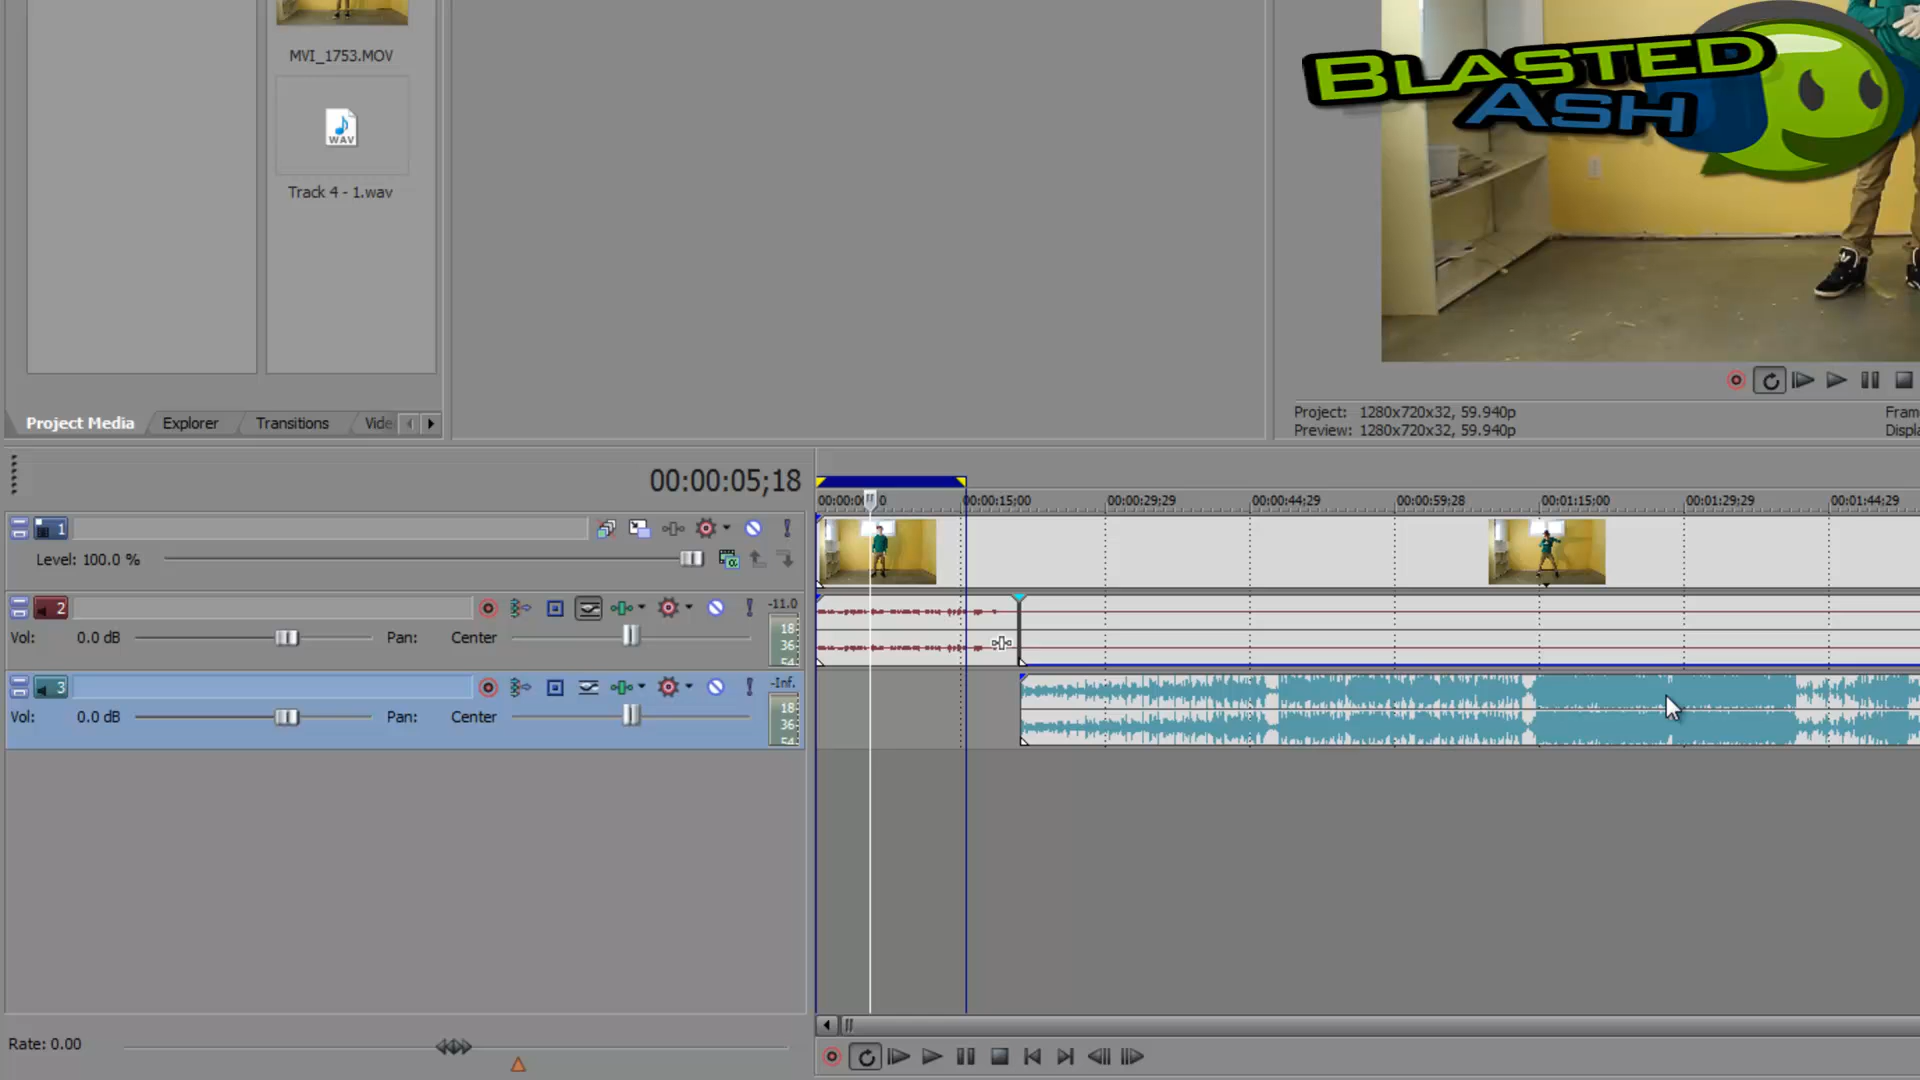 MVI_1753.MOV
WAV
Track 4 - 1.wav
BLASTED
ASH
Project Media
Explorer
Transitions
Vide
Project: 1280x720x32, 59.940p
Preview: 1280x720x32, 59.940p
Fram
Displa
00:00:05;18
00:00:0 0
00:00:15;00
00:00:29;29
00:00:44;29
00:00:59;28
00:01:15;00
00:01:29;29
00:01:44;29
1
Level: 100.0 %
2
-11.0
Vol: 0.0 dB
Pan: Center
18
36
54
3
-Inf.
Vol: 0.0 dB
Pan: Center
18
36
54
Rate: 0.00